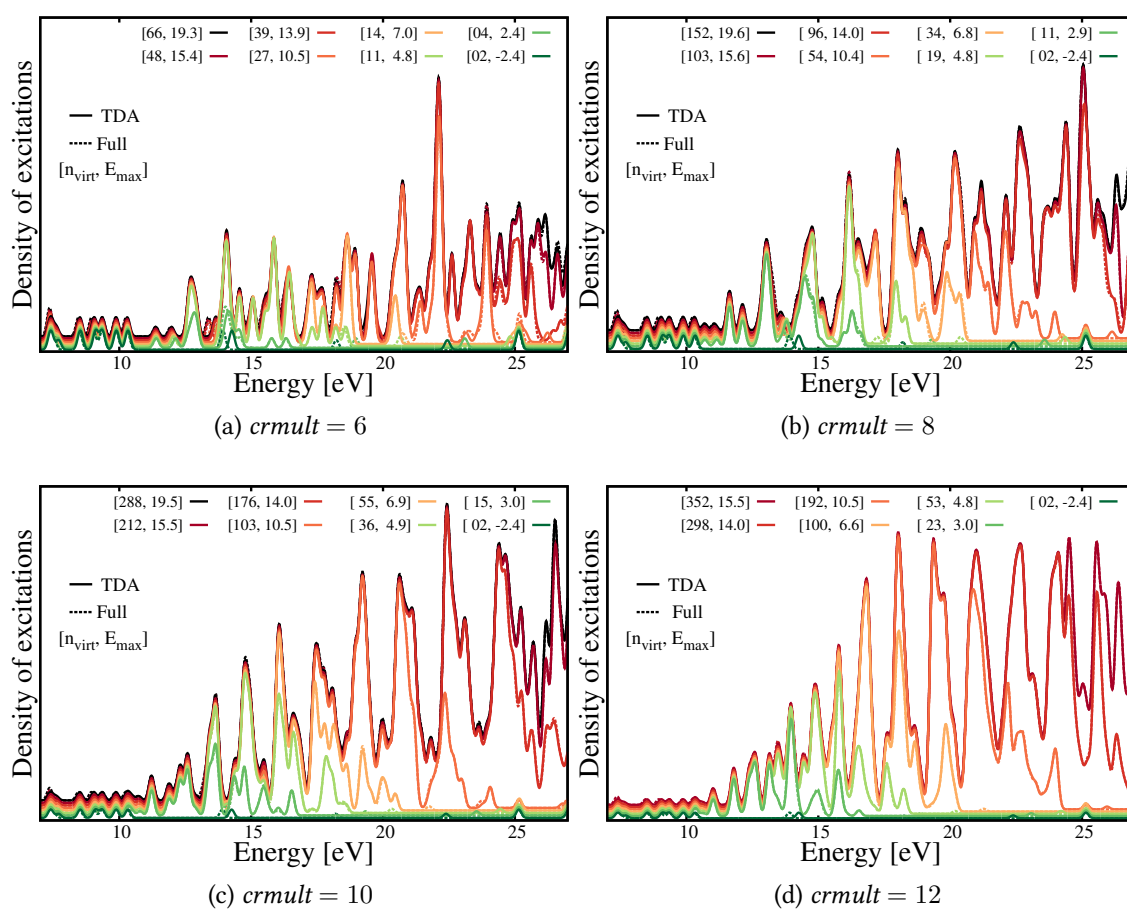 [66, 19.3] [39, 13.9] [14, 7.0] [04, 2.4]
[48, 15.4] [27, 10.5] [11, 4.8] [02, -2.4]
TDA
Full
[n_virt, E_max]
Density of excitations
10 15 20 25
Energy [eV]
(a) crmult = 6
[152, 19.6] [ 96, 14.0] [ 34, 6.8] [ 11, 2.9]
[103, 15.6] [ 54, 10.4] [ 19, 4.8] [ 02, -2.4]
TDA
Full
[n_virt, E_max]
Density of excitations
10 15 20 25
Energy [eV]
(b) crmult = 8
[288, 19.5] [176, 14.0] [ 55, 6.9] [ 15, 3.0]
[212, 15.5] [103, 10.5] [ 36, 4.9] [ 02, -2.4]
TDA
Full
[n_virt, E_max]
Density of excitations
10 15 20 25
Energy [eV]
(c) crmult = 10
[352, 15.5] [192, 10.5] [ 53, 4.8] [ 02, -2.4]
[298, 14.0] [100, 6.6] [ 23, 3.0]
TDA
Full
[n_virt, E_max]
Density of excitations
10 15 20 25
Energy [eV]
(d) crmult = 12